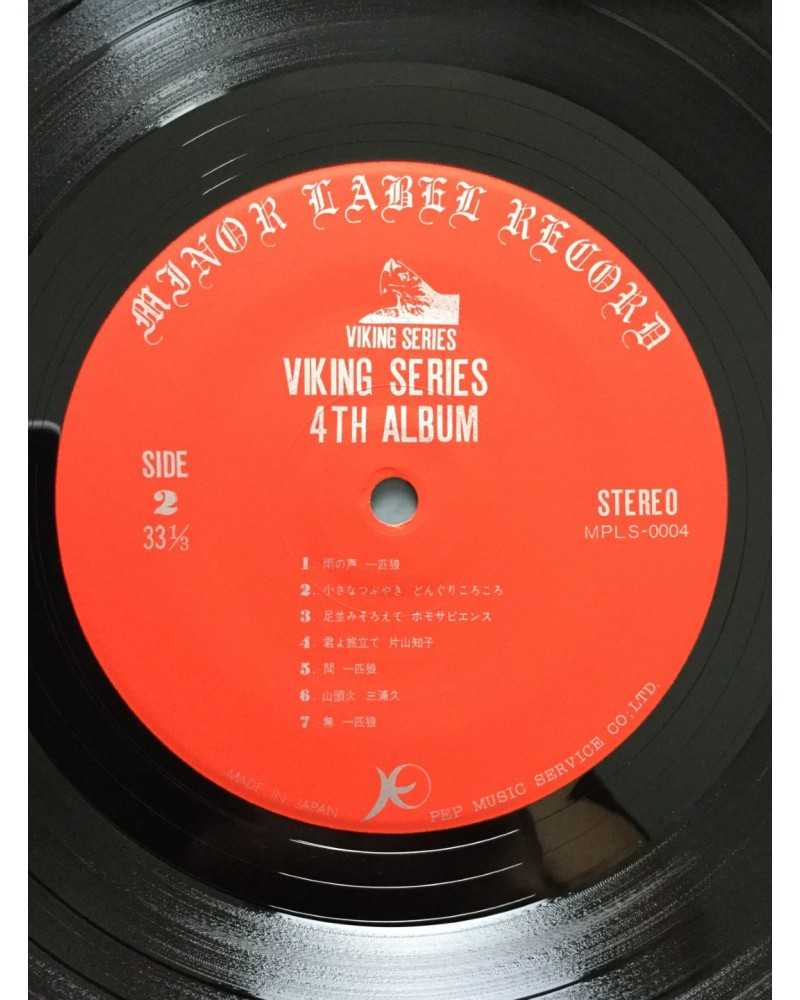 MINOR LABEL RECORD
VIKING SERIES
VIKING SERIES
4TH ALBUM
SIDE
2
33⅓
STEREO
MPLS-0004
1. 雨の声 一匹狼
2. 小さなつぶやき どんぐりころころ
3. 足並みそろえて ホモサピエンス
4. 君よ旅立て 片山知子
5. 問 一匹狼
6. 山頭火 三浦久
7. 無 一匹狼
MADE IN JAPAN
PEP MUSIC SERVICE CO., LTD.